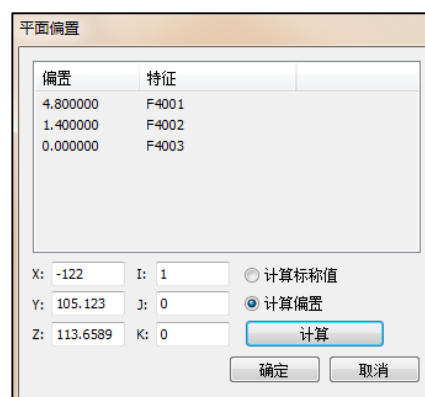 平面偏置
偏置 特征
4.800000 F4001
1.400000 F4002
0.000000 F4003
X: -122 I: 1 计算标称值
Y: 105.123 J: 0 计算偏置
Z: 113.6589 K: 0 计算
确定 取消